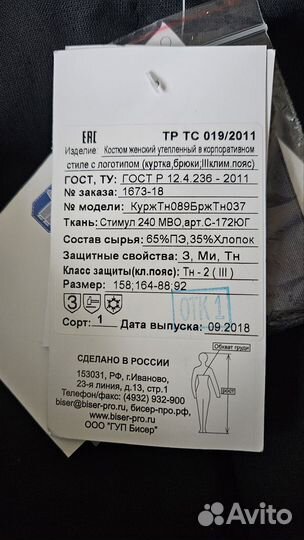 ЕАС ТР ТС 019/2011
Изделие: Костюм женский утепленный в корпоративном
стиле с логотипом (куртка,брюки;IIIклим.пояс)
ГОСТ, ТУ: ГОСТ Р 12.4.236 - 2011
№ заказа: 1673-18
№ модели: КуржТн089БржТн037
Ткань: Стимул 240 МВО,арт.С-172ЮГ
Состав сырья: 65%ПЭ,35%Хлопок
Защитные свойства: З, Ми, Тн
Класс защиты(кл.пояс): Тн - 2 ( III )
Размер: 158;164-88;92
З
ОТК 1
Сорт: 1 Дата выпуска: 09.2018
СДЕЛАНО В РОССИИ
153031, РФ, г.Иваново,
23-я линия, д.13, стр.1
Телефон/факс: (4932) 932-900
biser@biser-pro.ru, бисер-про.рф,
www.biser-pro.ru
ООО "ГУП Бисер"
Обхват груди
рост
Avito